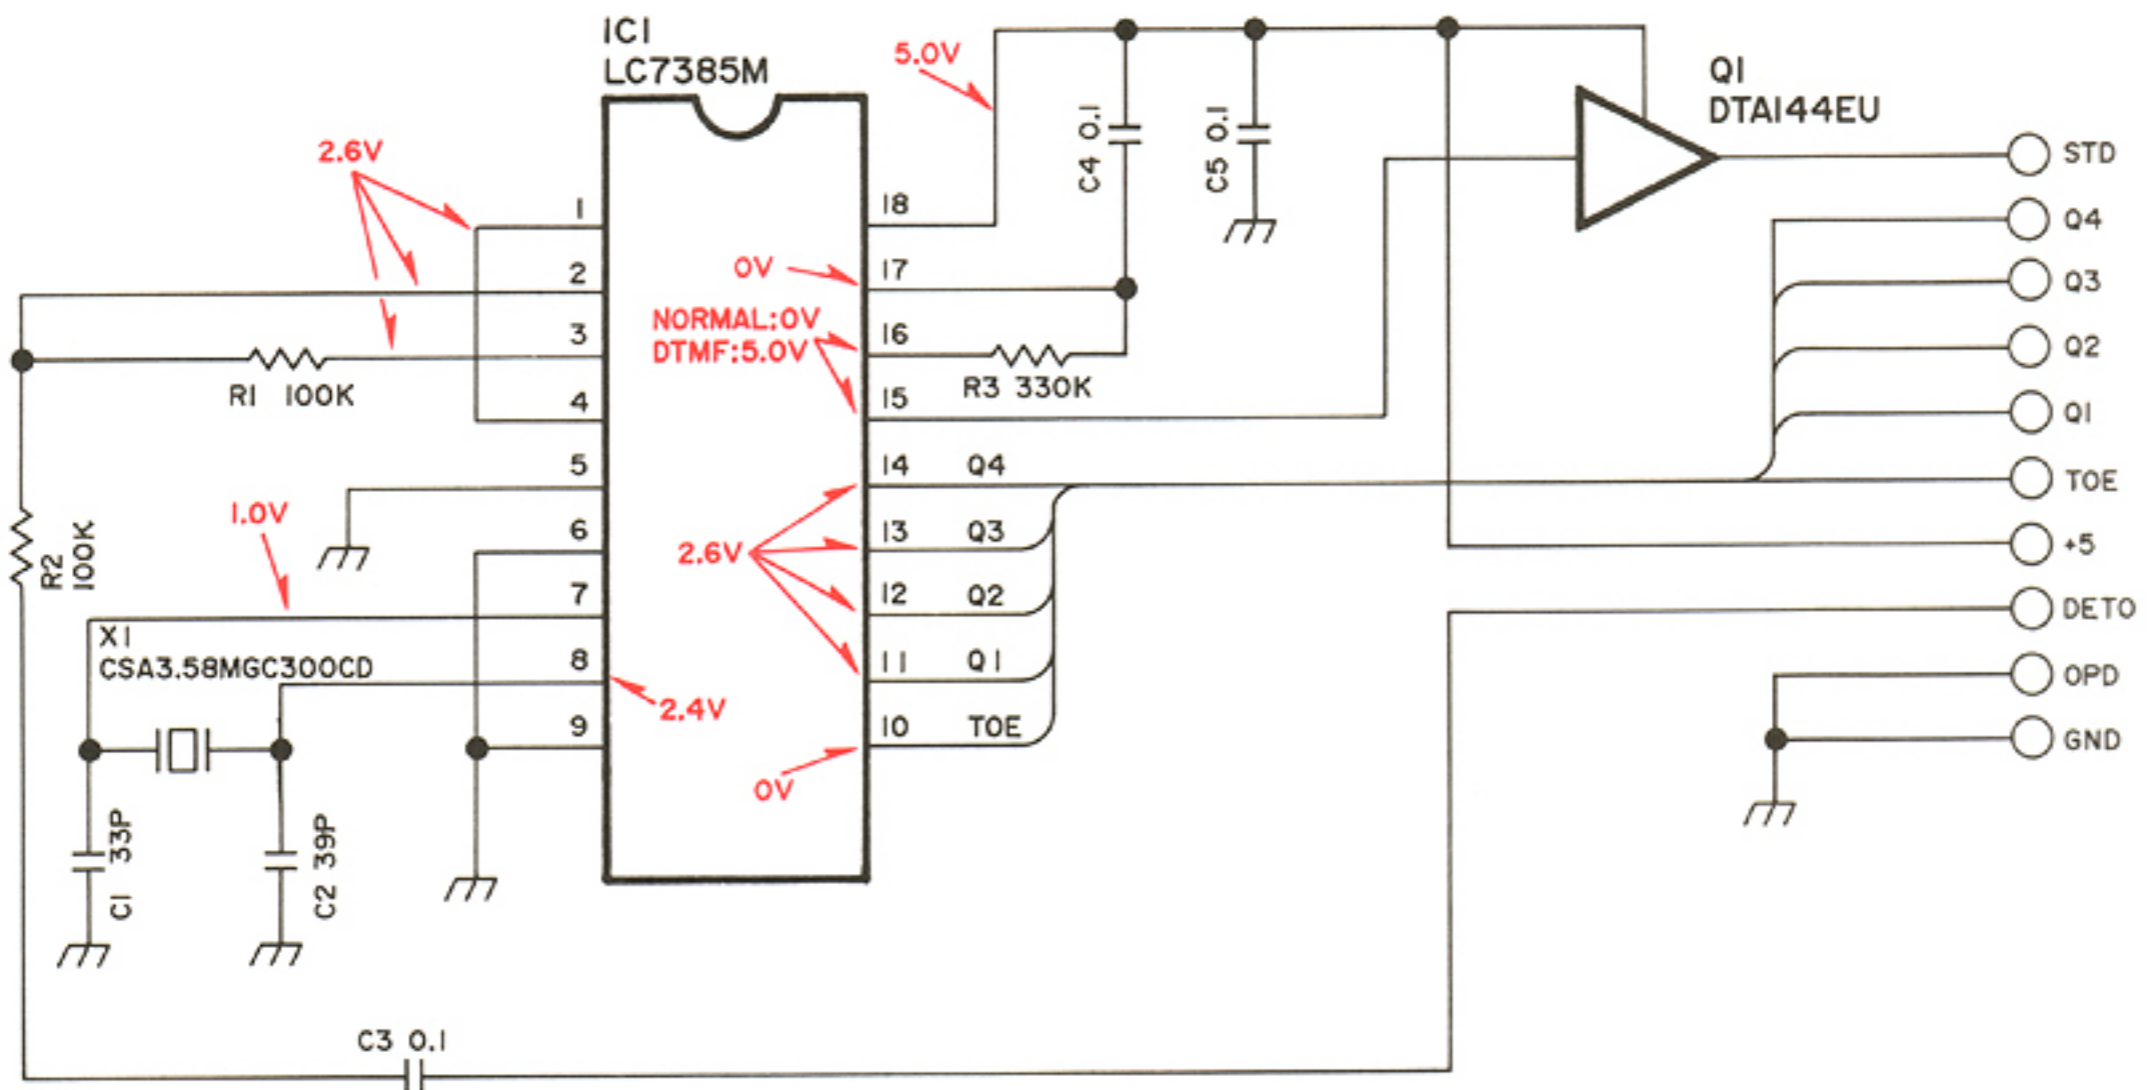 IC1
LC7385M
5.0V
Q1
DTA144EU
2.6V
C4 0.1
C5 0.1
STD
1
18
Q4
2
0V
17
Q3
3
NORMAL:0V
DTMF:5.0V
16
Q2
R1 100K
R3 330K
4
15
Q1
5
14 Q4
TOE
1.0V
R2
100K
6
2.6V
13 Q3
+5
7
12 Q2
DETO
X1
CSA3.58MGC300CD
8
11 Q1
OPD
2.4V
9
10 TOE
GND
0V
C1 33P
C2 39P
C3 0.1